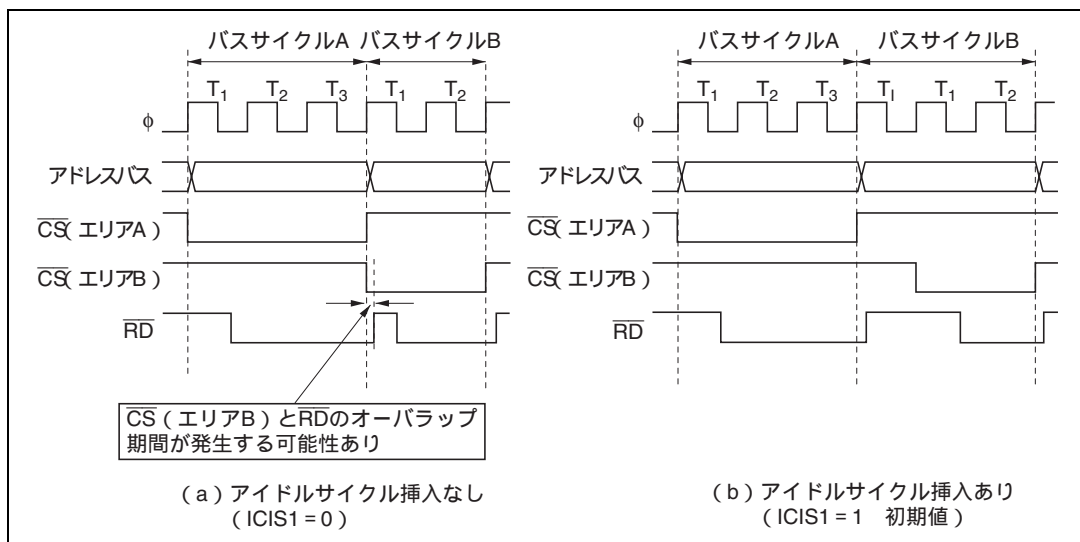 バスサイクルA バスサイクルB
T1 T2 T3 T1 T2
φ
アドレスバス
CS(エリアA)
CS(エリアB)
RD
CS(エリアB)とRDのオーバラップ
期間が発生する可能性あり
(a)アイドルサイクル挿入なし
(ICIS1=0)
バスサイクルA バスサイクルB
T1 T2 T3 TI T1 T2
φ
アドレスバス
CS(エリアA)
CS(エリアB)
RD
(b)アイドルサイクル挿入あり
(ICIS1=1 初期値)